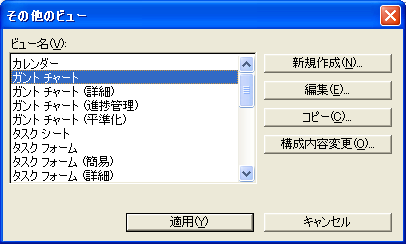 その他のビュー
ビュー名(V):
カレンダー
ガント チャート
ガント チャート (詳細)
ガント チャート (進捗管理)
ガント チャート (平準化)
タスク シート
タスク フォーム
タスク フォーム (簡易)
タスク フォーム (詳細)
新規作成(N)...
編集(E)...
コピー(C)...
構成内容変更(O)...
適用(Y)
キャンセル